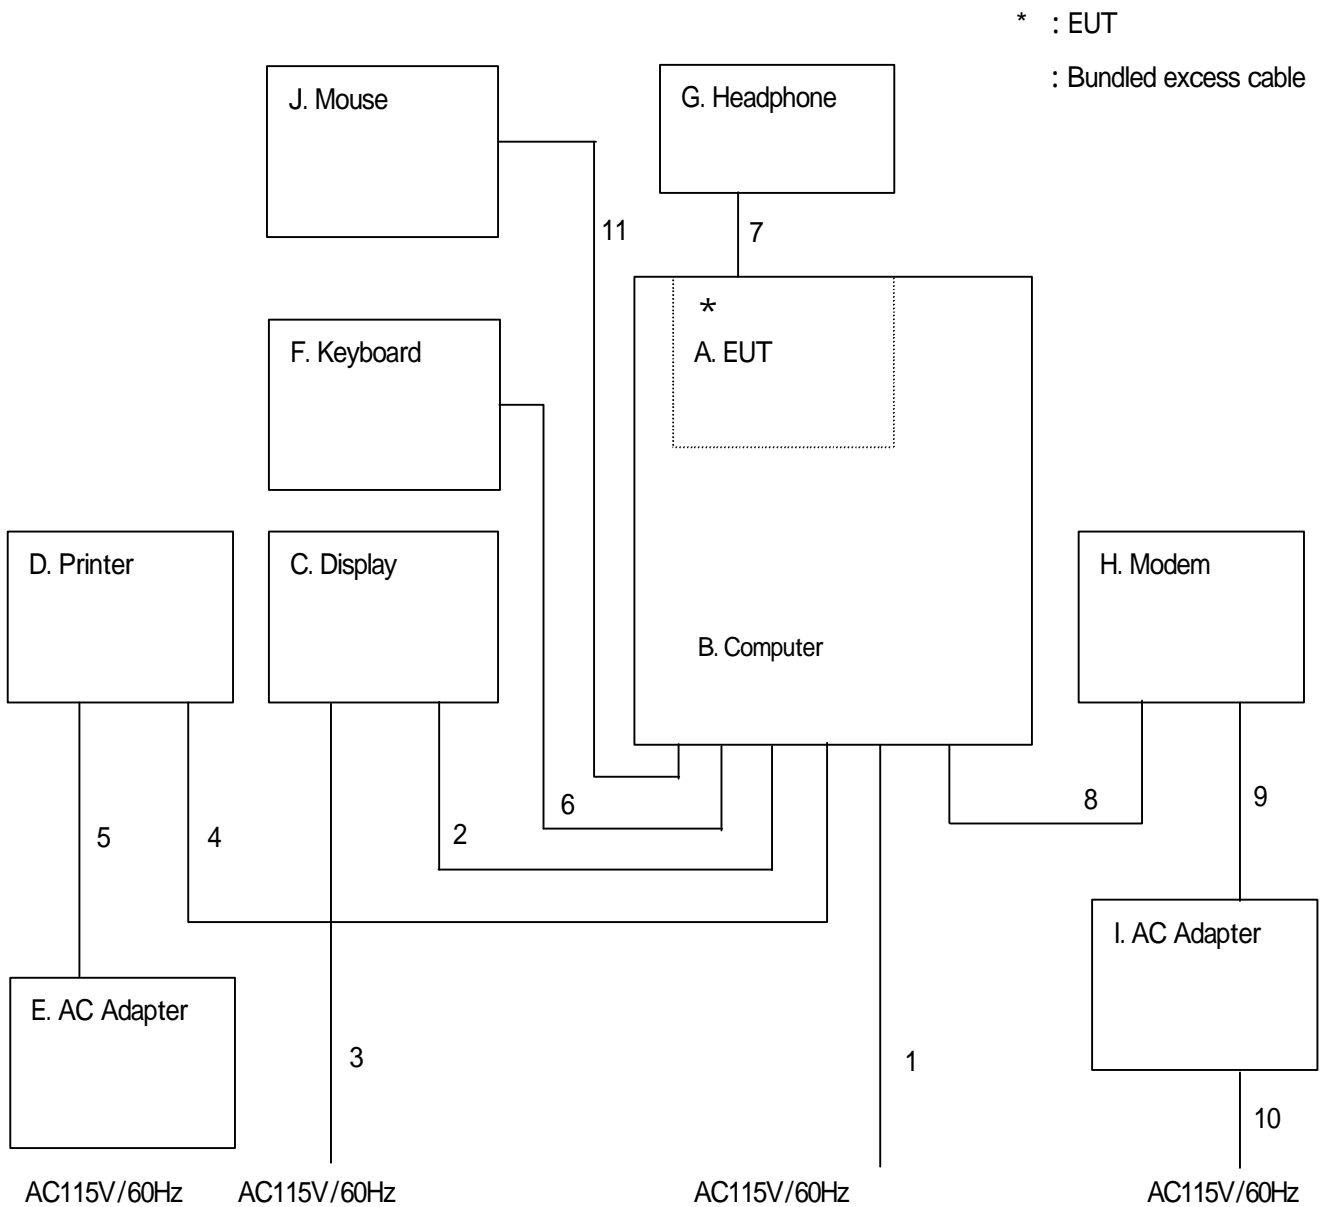 * : EUT
: Bundled excess cable
J. Mouse
G. Headphone
11
7
*
A. EUT
F. Keyboard
D. Printer
C. Display
H. Modem
B. Computer
6
8
9
5
4
2
I. AC Adapter
E. AC Adapter
3
1
10
AC115V/60Hz
AC115V/60Hz
AC115V/60Hz
AC115V/60Hz